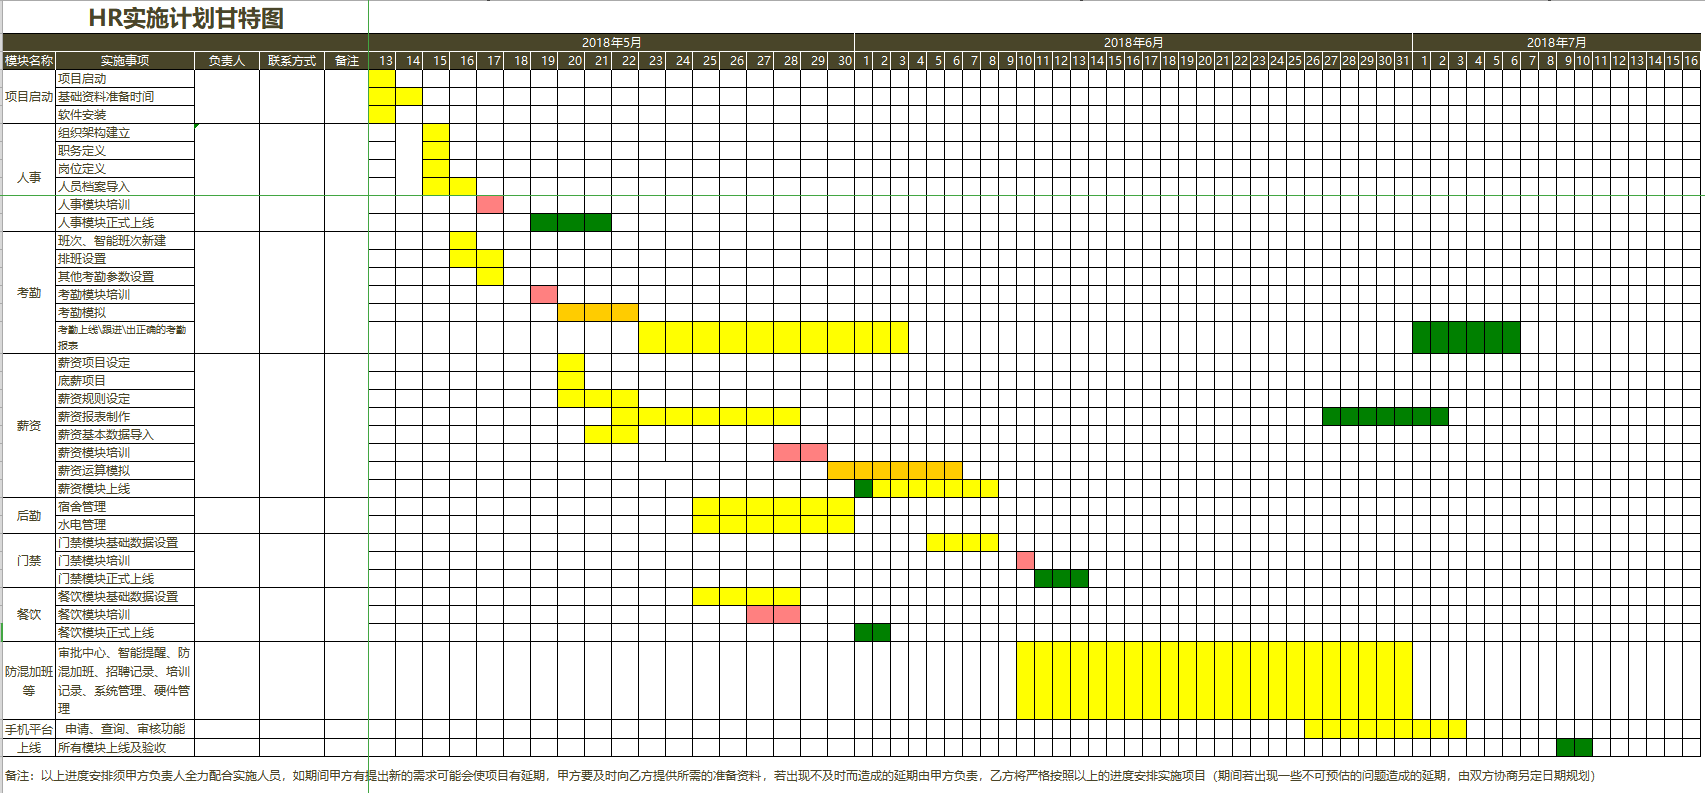 HR实施计划甘特图
2018年5月 2018年6月 2018年7月
模块名称 实施事项 负责人 联系方式 备注 13 14 15 16 17 18 19 20 21 22 23 24 25 26 27 28 29 30 1 2 3 4 5 6 7 8 9 10 11 12 13 14 15 16 17 18 19 20 21 22 23 24 25 26 27 28 29 30 31 1 2 3 4 5 6 7 8 9 10 11 12 13 14 15 16
项目启动
项目启动 基础资料准备时间
软件安装
组织架构建立
职务定义
岗位定义
人事
人员档案导入
人事模块培训
人事模块正式上线
班次、智能班次新建
排班设置
其他考勤参数设置
考勤 考勤模块培训
考勤模拟
考勤上线\跟进\出正确的考勤
报表
薪资项目设定
底薪项目
薪资规则设定
薪资报表制作
薪资
薪资基本数据导入
薪资模块培训
薪资运算模拟
薪资模块上线
宿舍管理
后勤
水电管理
门禁模块基础数据设置
门禁 门禁模块培训
门禁模块正式上线
餐饮模块基础数据设置
餐饮 餐饮模块培训
餐饮模块正式上线
审批中心、智能提醒、防
防混加班 混加班、招聘记录、培训
等 记录、系统管理、硬件管
理
手机平台 申请、查询、审核功能
上线 所有模块上线及验收
备注：以上进度安排须甲方负责人全力配合实施人员，如期间甲方有提出新的需求可能会使项目有延期，甲方要及时向乙方提供所需的准备资料，若出现不及时而造成的延期由甲方负责，乙方将严格按照以上的进度安排实施项目（期间若出现一些不可预估的问题造成的延期，由双方协商另定日期规划）